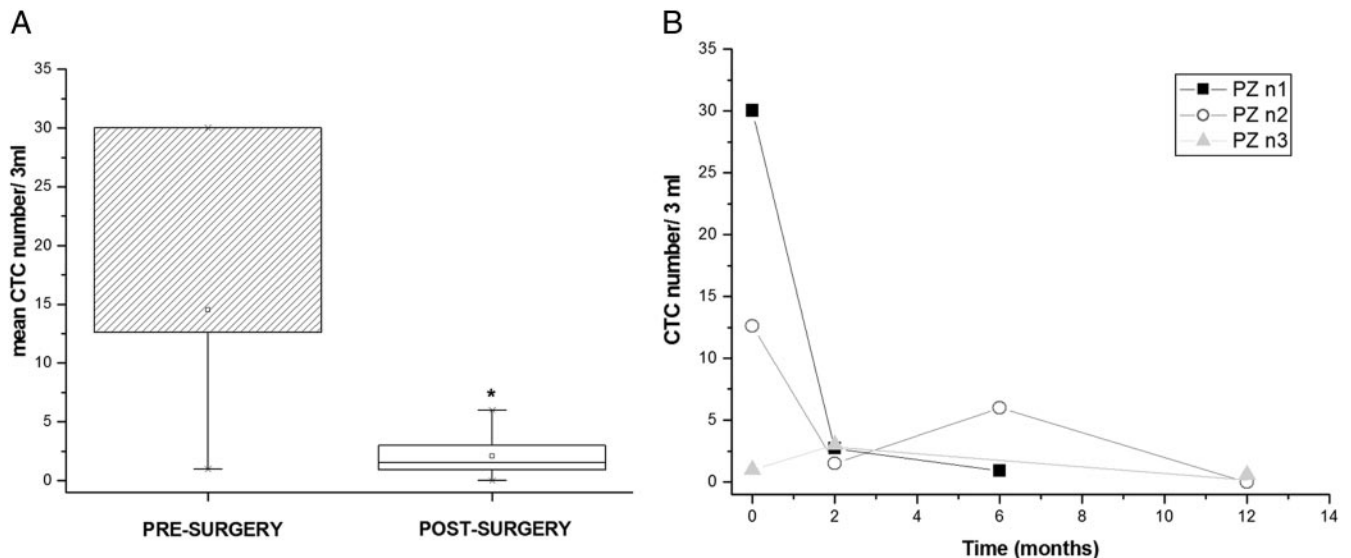 A
mean CTC number/ 3ml
35
30
25
20
15
10
5
0
*
PRE-SURGERY
POST-SURGERY
B
CTC number/ 3 ml
35
30
25
20
15
10
5
0
PZ n1
PZ n2
PZ n3
0 2 4 6 8 10 12 14
Time (months)